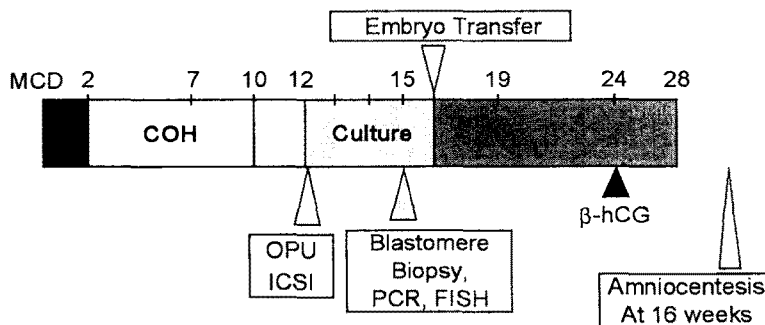 Embryo Transfer
MCD 2 7 10 12 15 19 24 28
COH Culture
β-hCG
OPU
ICSI
Blastomere
Biopsy,
PCR, FISH
Amniocentesis
At 16 weeks